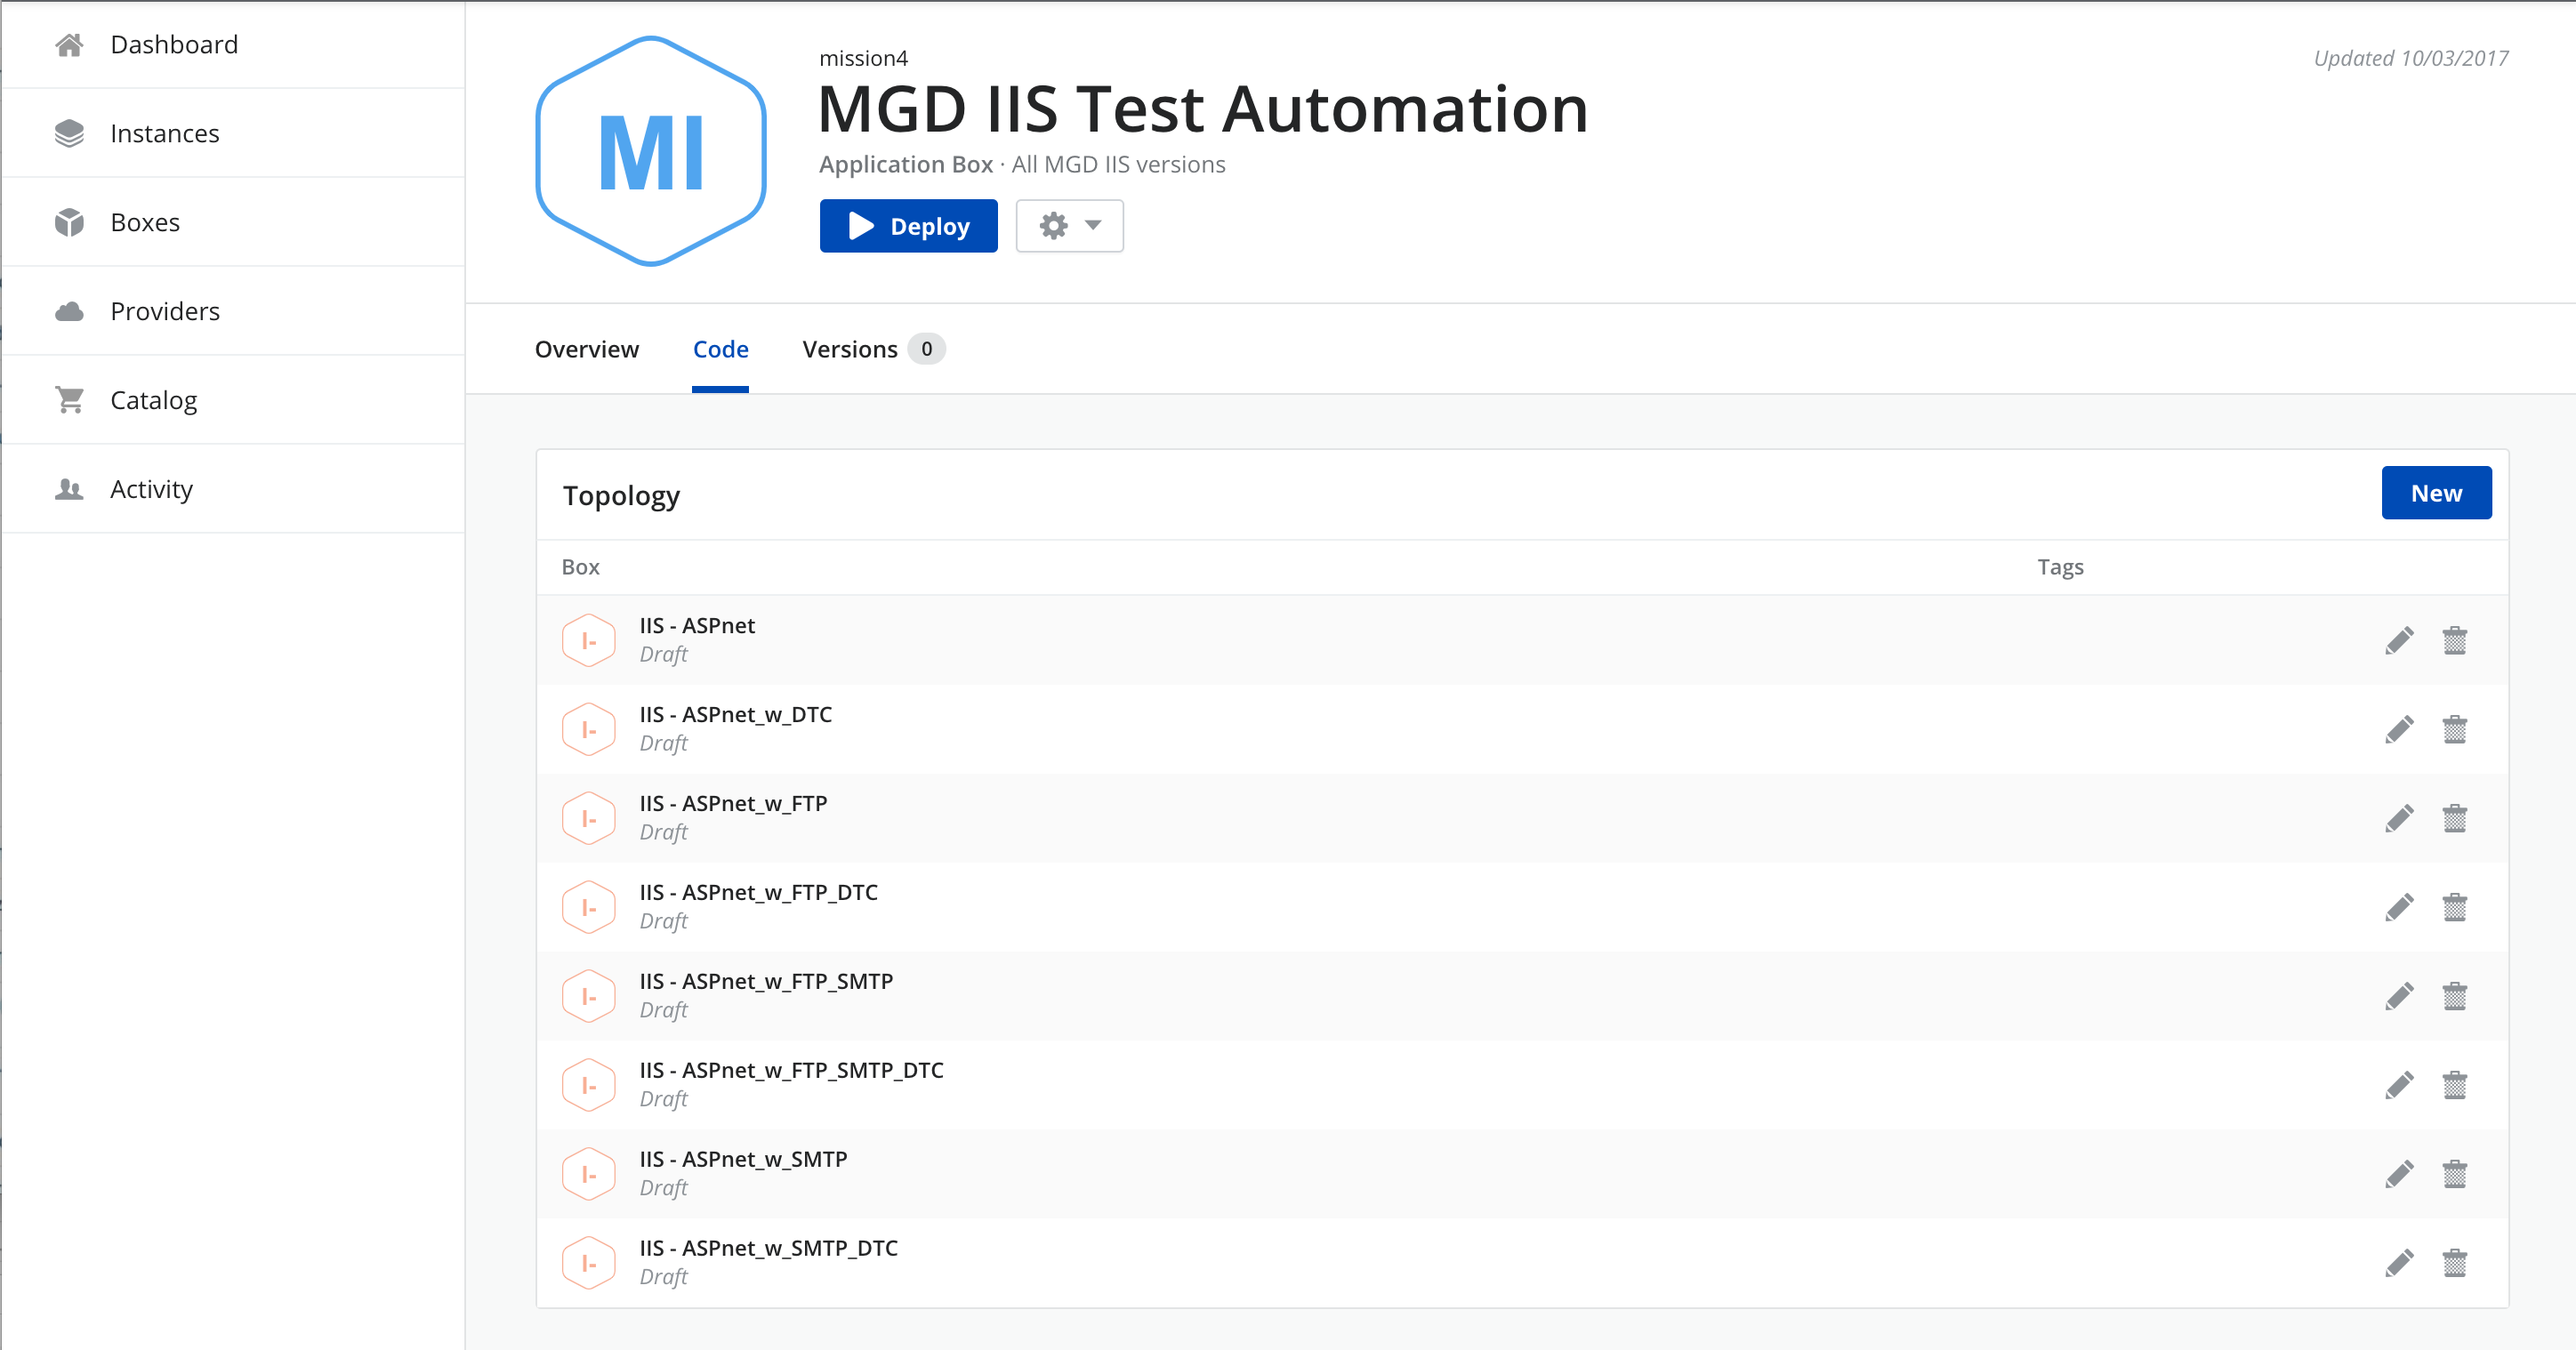 Dashboard
Instances
Boxes
Providers
Catalog
Activity
MI
mission4
Updated 10/03/2017
MGD IIS Test Automation
Application Box · All MGD IIS versions
Deploy
Overview Code Versions 0
Topology New
Box Tags
I-
IIS - ASPnet
Draft
I-
IIS - ASPnet_w_DTC
Draft
I-
IIS - ASPnet_w_FTP
Draft
I-
IIS - ASPnet_w_FTP_DTC
Draft
I-
IIS - ASPnet_w_FTP_SMTP
Draft
I-
IIS - ASPnet_w_FTP_SMTP_DTC
Draft
I-
IIS - ASPnet_w_SMTP
Draft
I-
IIS - ASPnet_w_SMTP_DTC
Draft